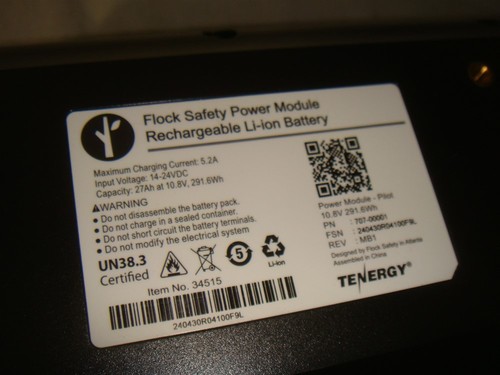 Flock Safety Power Module
Rechargeable Li-ion Battery
Maximum Charging Current: 5.2A
Input Voltage: 14-24VDC
Capacity: 27Ah at 10.8V, 291.6Wh
WARNING
• Do not disassemble the battery pack.
• Do not charge in a sealed container.
• Do not short circuit the battery terminals.
• Do not modify the electrical system
UN38.3
Certified
5
Li-ion
Item No. 34515
240430R04100F9L
Power Module - Pilot
10.8V 291.6Wh
PN : 707-00001
FSN : 240430R04100F9L
REV : MB1
Designed by Flock Safety in Atlanta
Assembled in China
TENERGY®